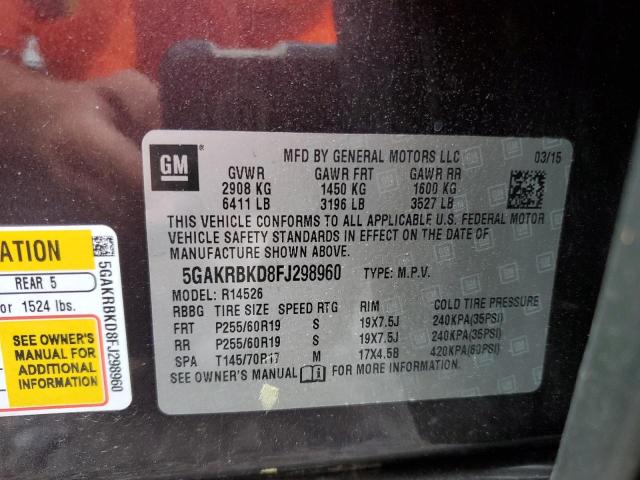 GM
MFD BY GENERAL MOTORS LLC 03/15
GVWR GAWR FRT GAWR RR
2908 KG 1450 KG 1600 KG
6411 LB 3196 LB 3527 LB
THIS VEHICLE CONFORMS TO ALL APPLICABLE U.S. FEDERAL MOTOR
VEHICLE SAFETY STANDARDS IN EFFECT ON THE DATE OF
MANUFACTURE SHOWN ABOVE.
5GAKRBKD8FJ298960 TYPE: M.P.V.
MODEL: R14526
RBBG TIRE SIZE SPEED RTG RIM COLD TIRE PRESSURE
FRT P255/60R19 S 19X7.5J 240KPA(35PSI)
RR P255/60R19 S 19X7.5J 240KPA(35PSI)
SPA T145/70R17 M 17X4.5B 420KPA(60PSI)
SEE OWNER'S MANUAL FOR MORE INFORMATION
ATION
REAR 5
or 1524 lbs.
SEE OWNER'S
MANUAL FOR
ADDITIONAL
INFORMATION
5GAKRBKD8FJ298960